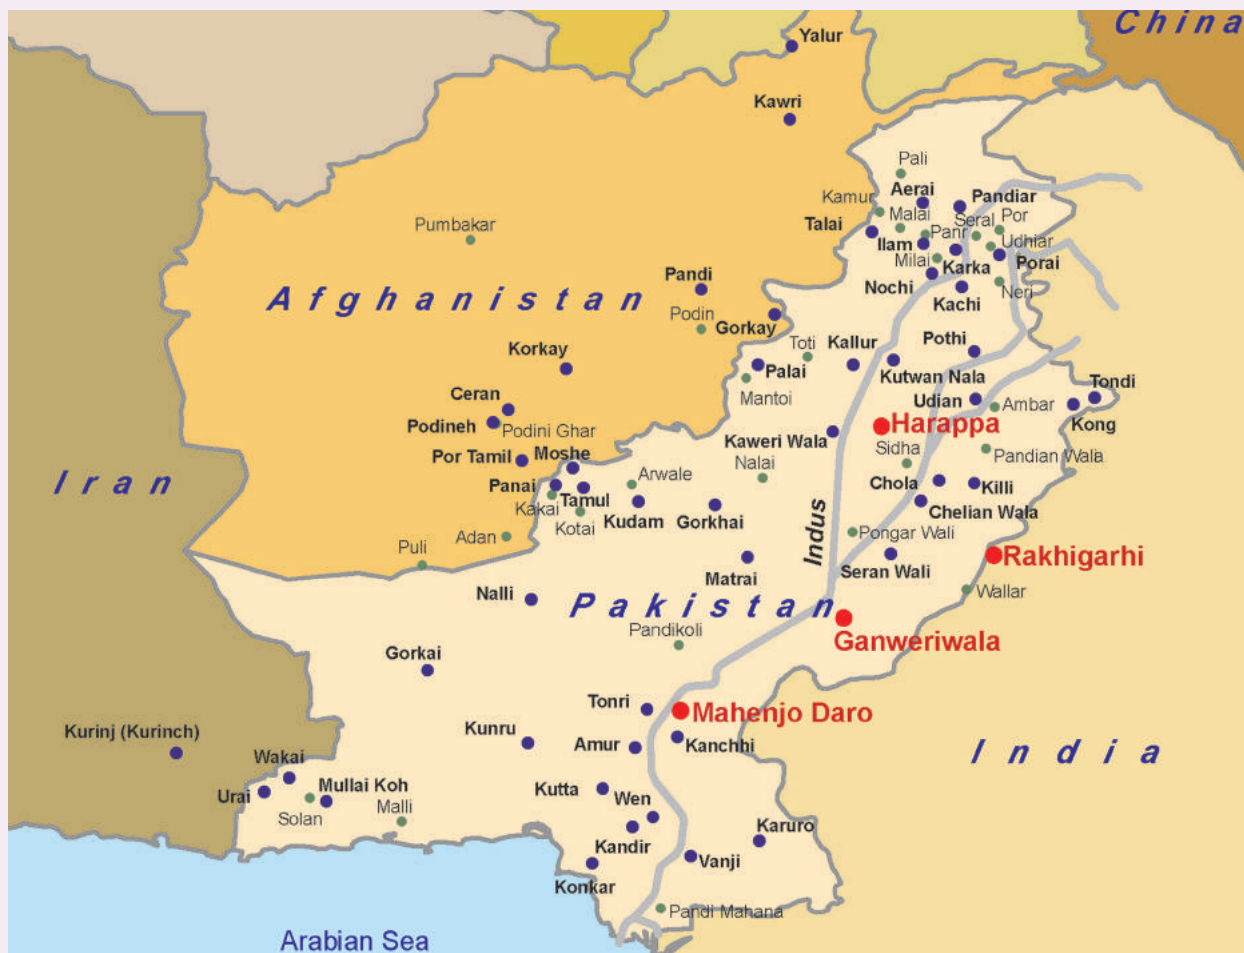 China
Yalur
Kawri
Pali
Aerai
Pandiar
Kamur
Malai
Seral
Por
Talai
Panr
Ilam
Udhiar
Milai
Karka
Porai
Pumbakar
Nochi
Kachi
Neri
Pandi
Afghanistan
Podin
Gorkay
Toti
Kallur
Pothi
Korkay
Palai
Kutwan Nala
Mantoi
Tondi
Ceran
Udian
Ambar
Podineh
Podini Ghar
Harappa
Kong
Kaweri Wala
Moshe
Por Tamil
Sidha
Pandian Wala
Nalai
Arwale
Iran
Panai
Tamul
Chola
Killi
Kakai
Kudam
Gorkhai
Chelian Wala
Kotai
Indus
Adan
Pongar Wali
Puli
Rakhigarhi
Matrai
Seran Wali
Nalli
Wallar
Pakistan
Pandikoli
Ganweriwala
Gorkai
Tonri
Mahenjo Daro
Kurinj (Kurinch)
Kunru
Amur
Kanchhi
India
Wakai
Mullai Koh
Urai
Kutta
Wen
Solan
Malli
Karuro
Kandir
Vanji
Konkar
Pandi Mahana
Arabian Sea